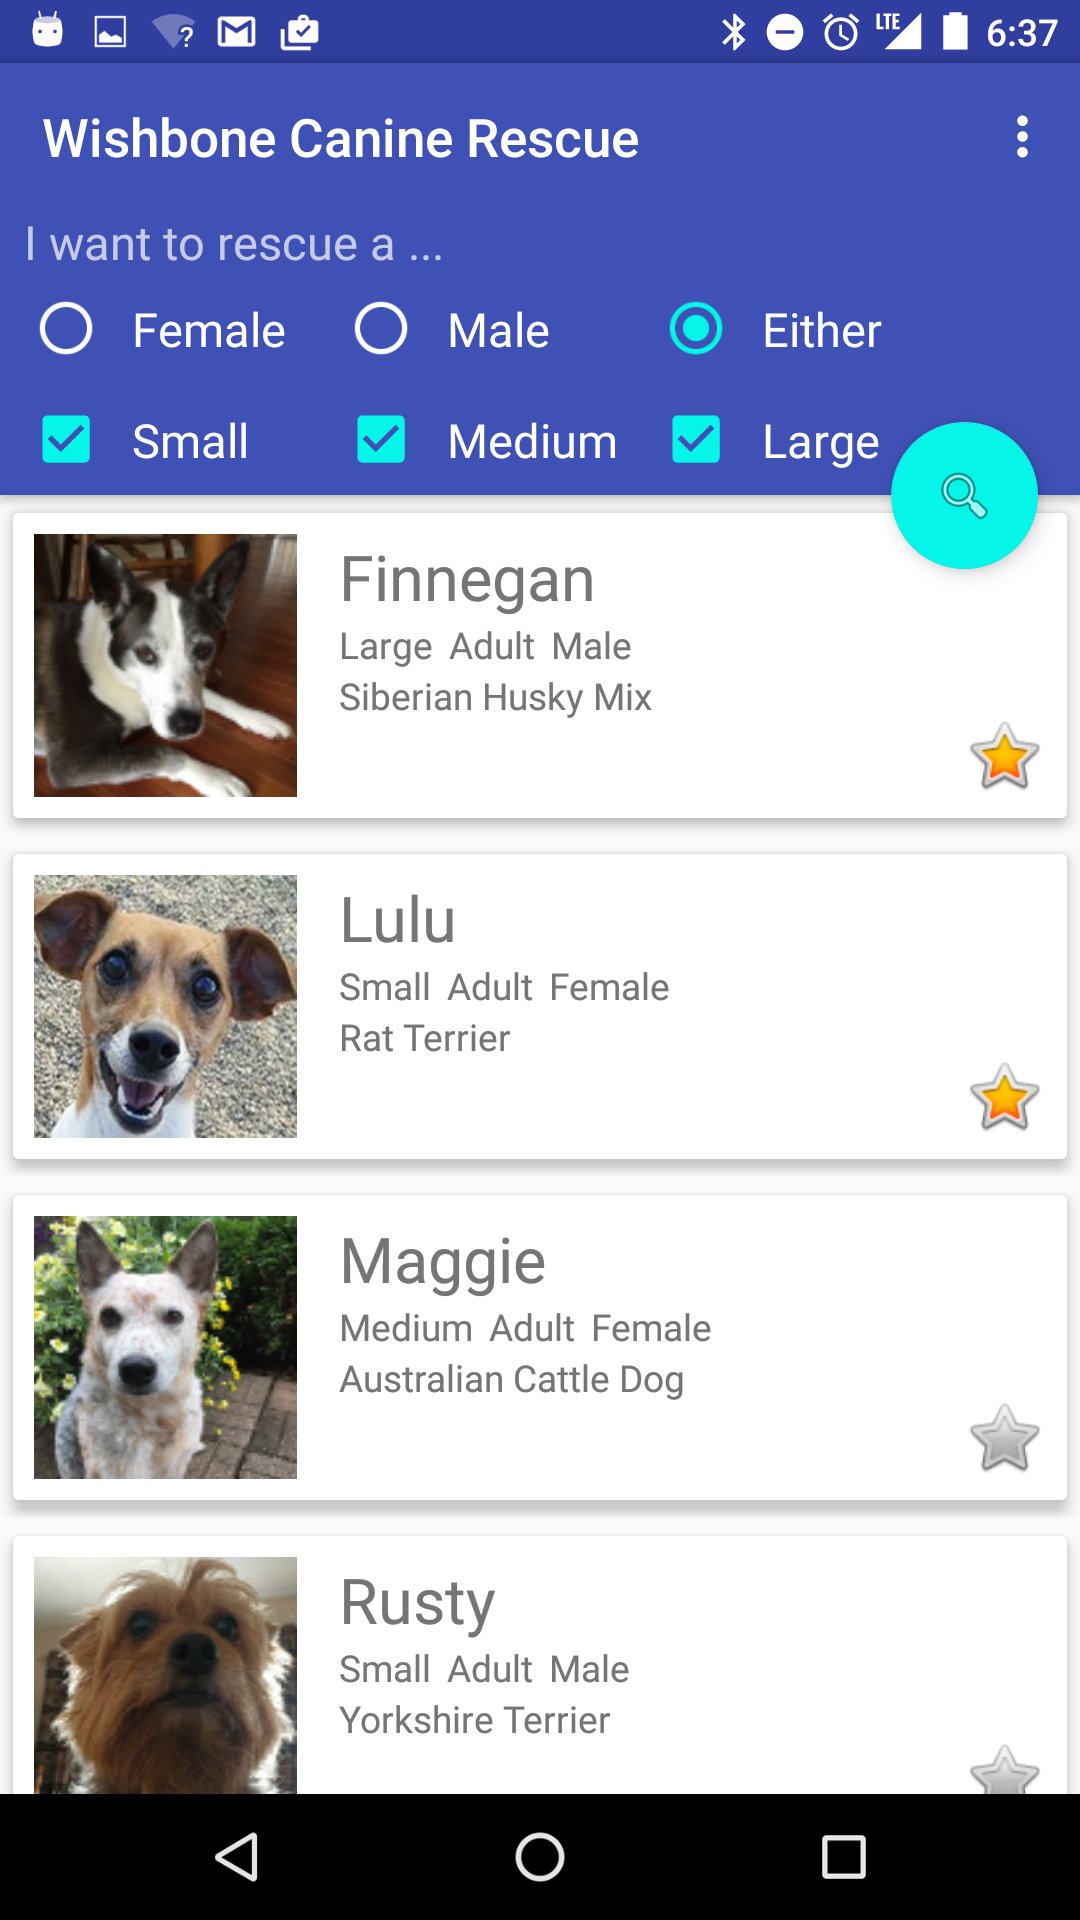 LTE 6:37
Wishbone Canine Rescue
I want to rescue a ...
Female Male Either
Small Medium Large
Finnegan
Large Adult Male
Siberian Husky Mix
Lulu
Small Adult Female
Rat Terrier
Maggie
Medium Adult Female
Australian Cattle Dog
Rusty
Small Adult Male
Yorkshire Terrier